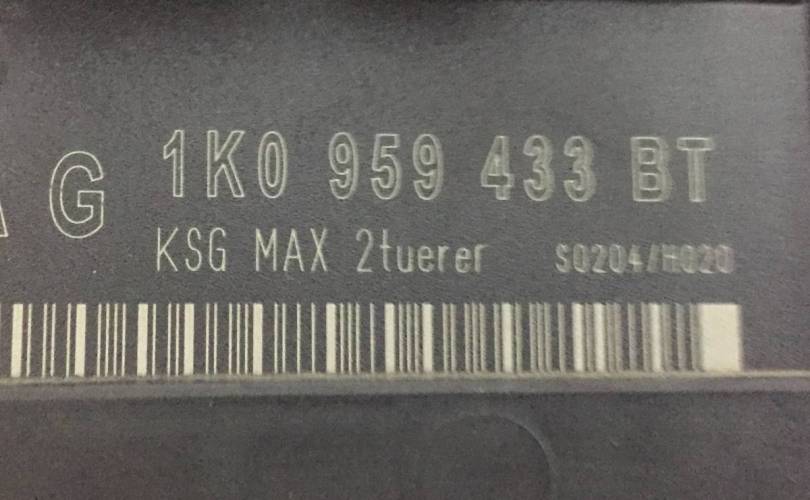 G 1K0 959 433 BT
KSG MAX 2tuerer S0204/H020